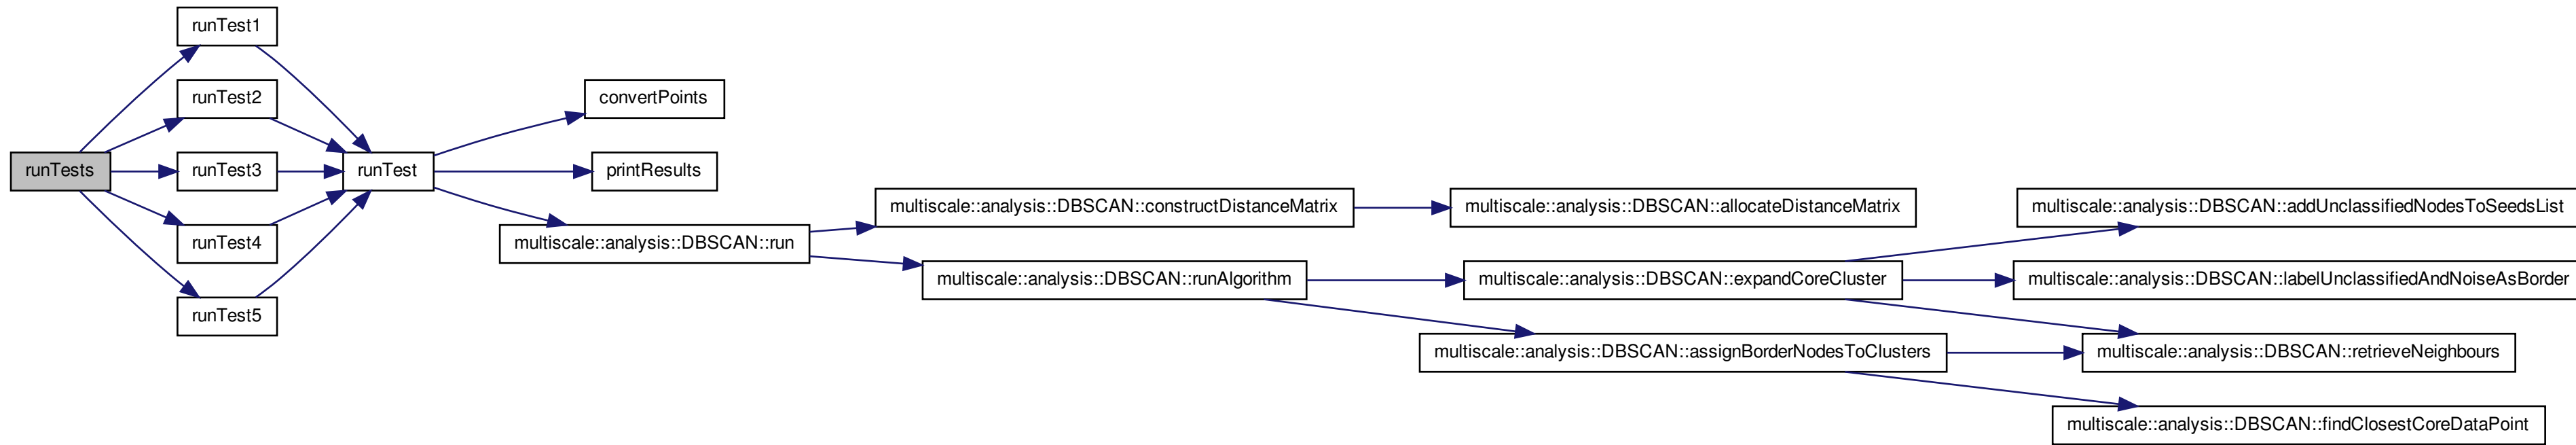 runTests
runTest1
runTest2
runTest3
runTest4
runTest5
runTest
convertPoints
printResults
multiscale::analysis::DBSCAN::run
multiscale::analysis::DBSCAN::constructDistanceMatrix
multiscale::analysis::DBSCAN::runAlgorithm
multiscale::analysis::DBSCAN::allocateDistanceMatrix
multiscale::analysis::DBSCAN::expandCoreCluster
multiscale::analysis::DBSCAN::assignBorderNodesToClusters
multiscale::analysis::DBSCAN::addUnclassifiedNodesToSeedsList
multiscale::analysis::DBSCAN::labelUnclassifiedAndNoiseAsBorder
multiscale::analysis::DBSCAN::retrieveNeighbours
multiscale::analysis::DBSCAN::findClosestCoreDataPoint